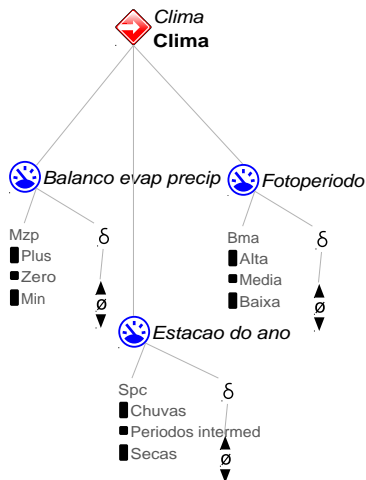 Clima
Clima
Balanco evap precip
Fotoperiodo
Mzp
δ
Plus
Zero
Min
ø
Bma
δ
Alta
Media
Baixa
ø
Estacao do ano
Spc
δ
Chuvas
Periodos intermed
Secas
ø